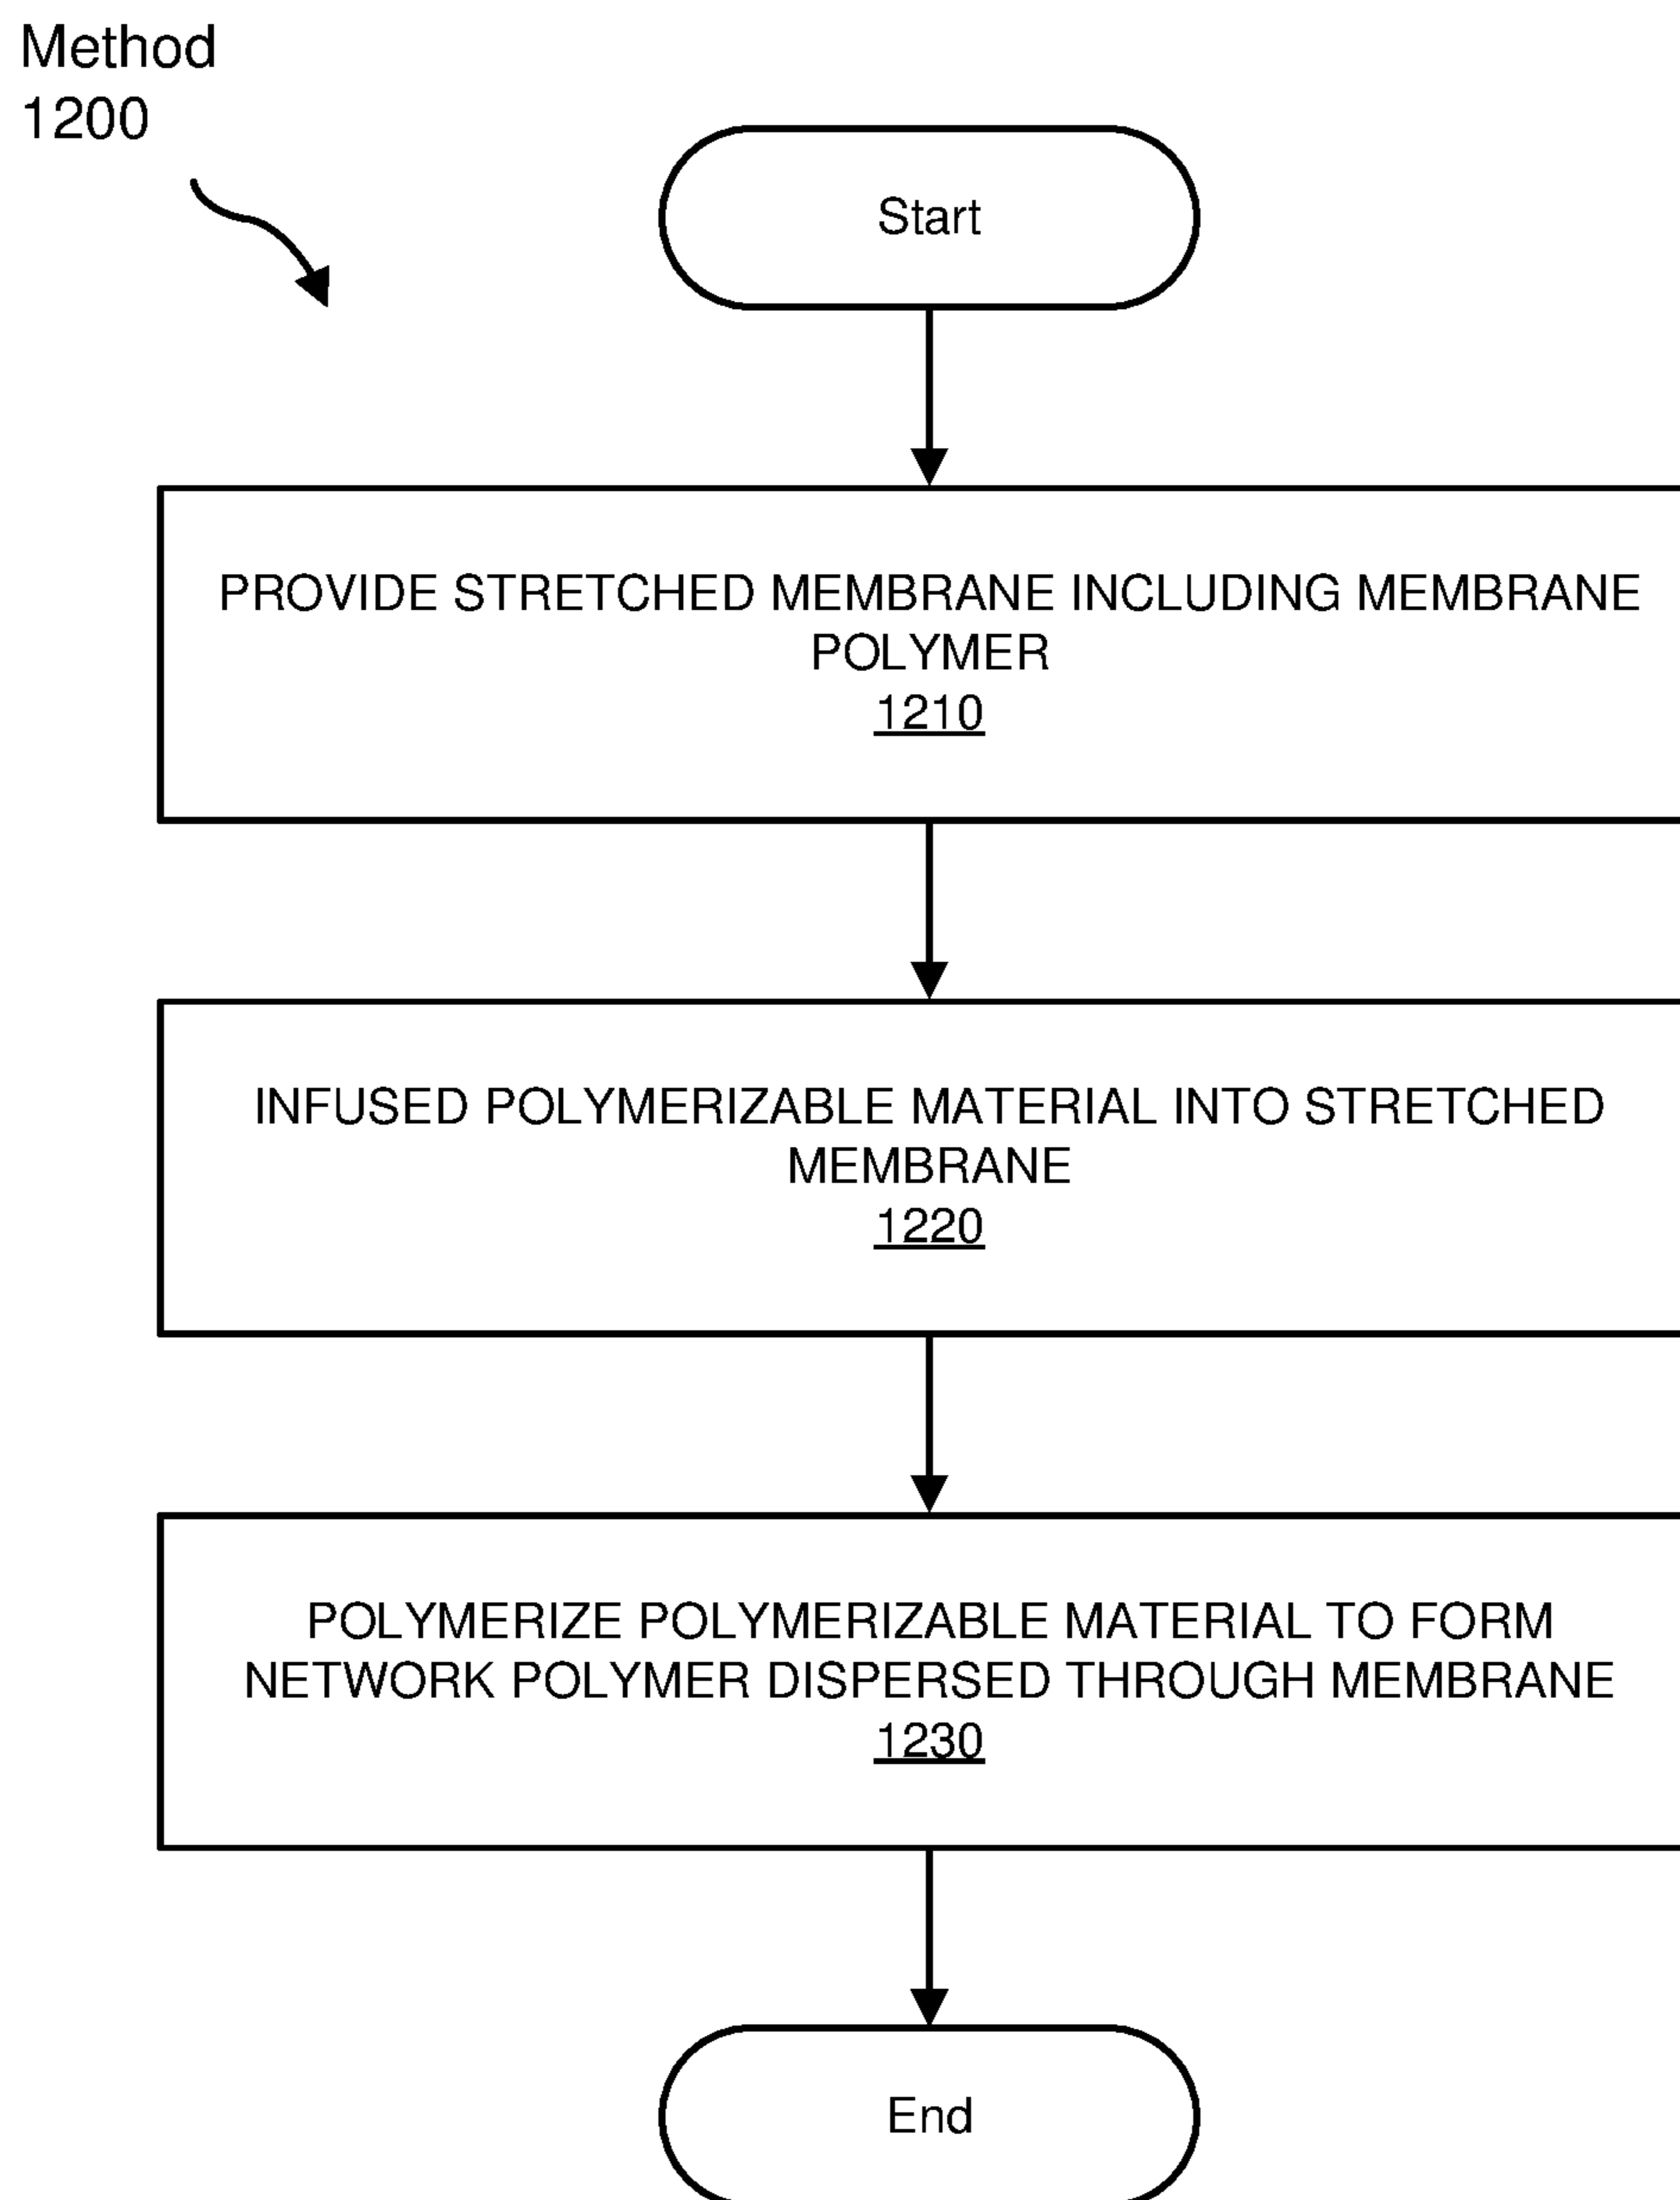 Method
1200
Start
PROVIDE STRETCHED MEMBRANE INCLUDING MEMBRANE
POLYMER
1210
INFUSED POLYMERIZABLE MATERIAL INTO STRETCHED
MEMBRANE
1220
POLYMERIZE POLYMERIZABLE MATERIAL TO FORM
NETWORK POLYMER DISPERSED THROUGH MEMBRANE
1230
End